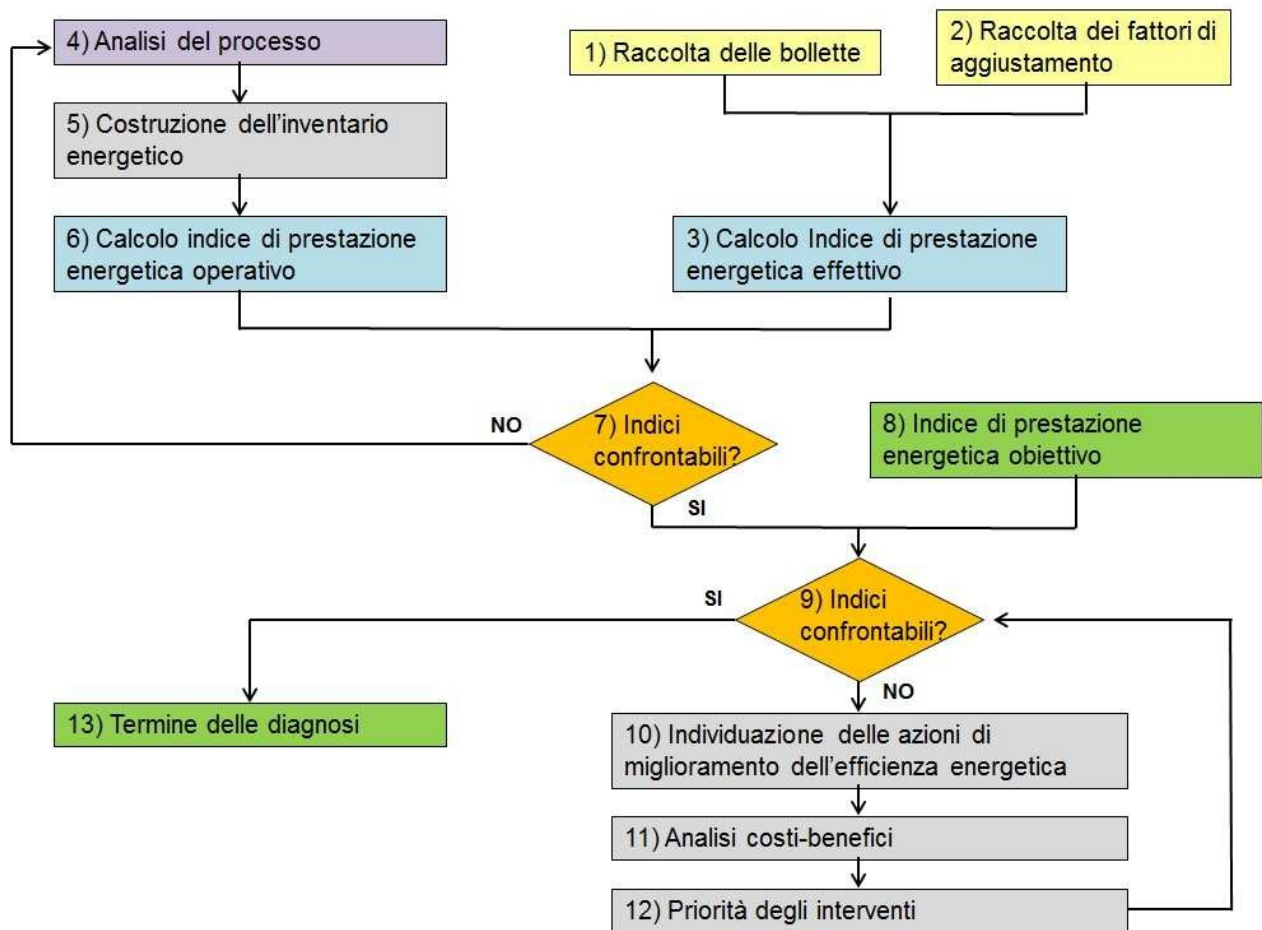 4) Analisi del processo
1) Raccolta delle bollette
2) Raccolta dei fattori di
aggiustamento
5) Costruzione dell'inventario
energetico
6) Calcolo indice di prestazione
energetica operativo
3) Calcolo Indice di prestazione
energetica effettivo
NO
7) Indici
confrontabili?
8) Indice di prestazione
energetica obiettivo
SI
SI
9) Indici
confrontabili?
NO
13) Termine delle diagnosi
10) Individuazione delle azioni di
miglioramento dell'efficienza energetica
11) Analisi costi-benefici
12) Priorità degli interventi